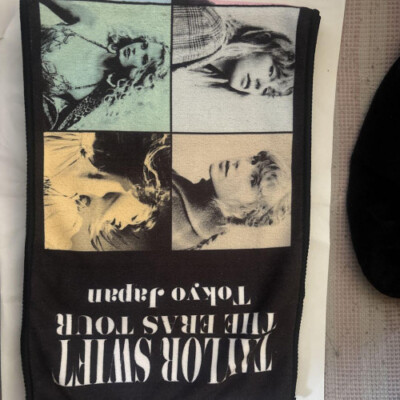 TAYLOR SWIFT
THE ERAS TOUR
Tokyo Japan